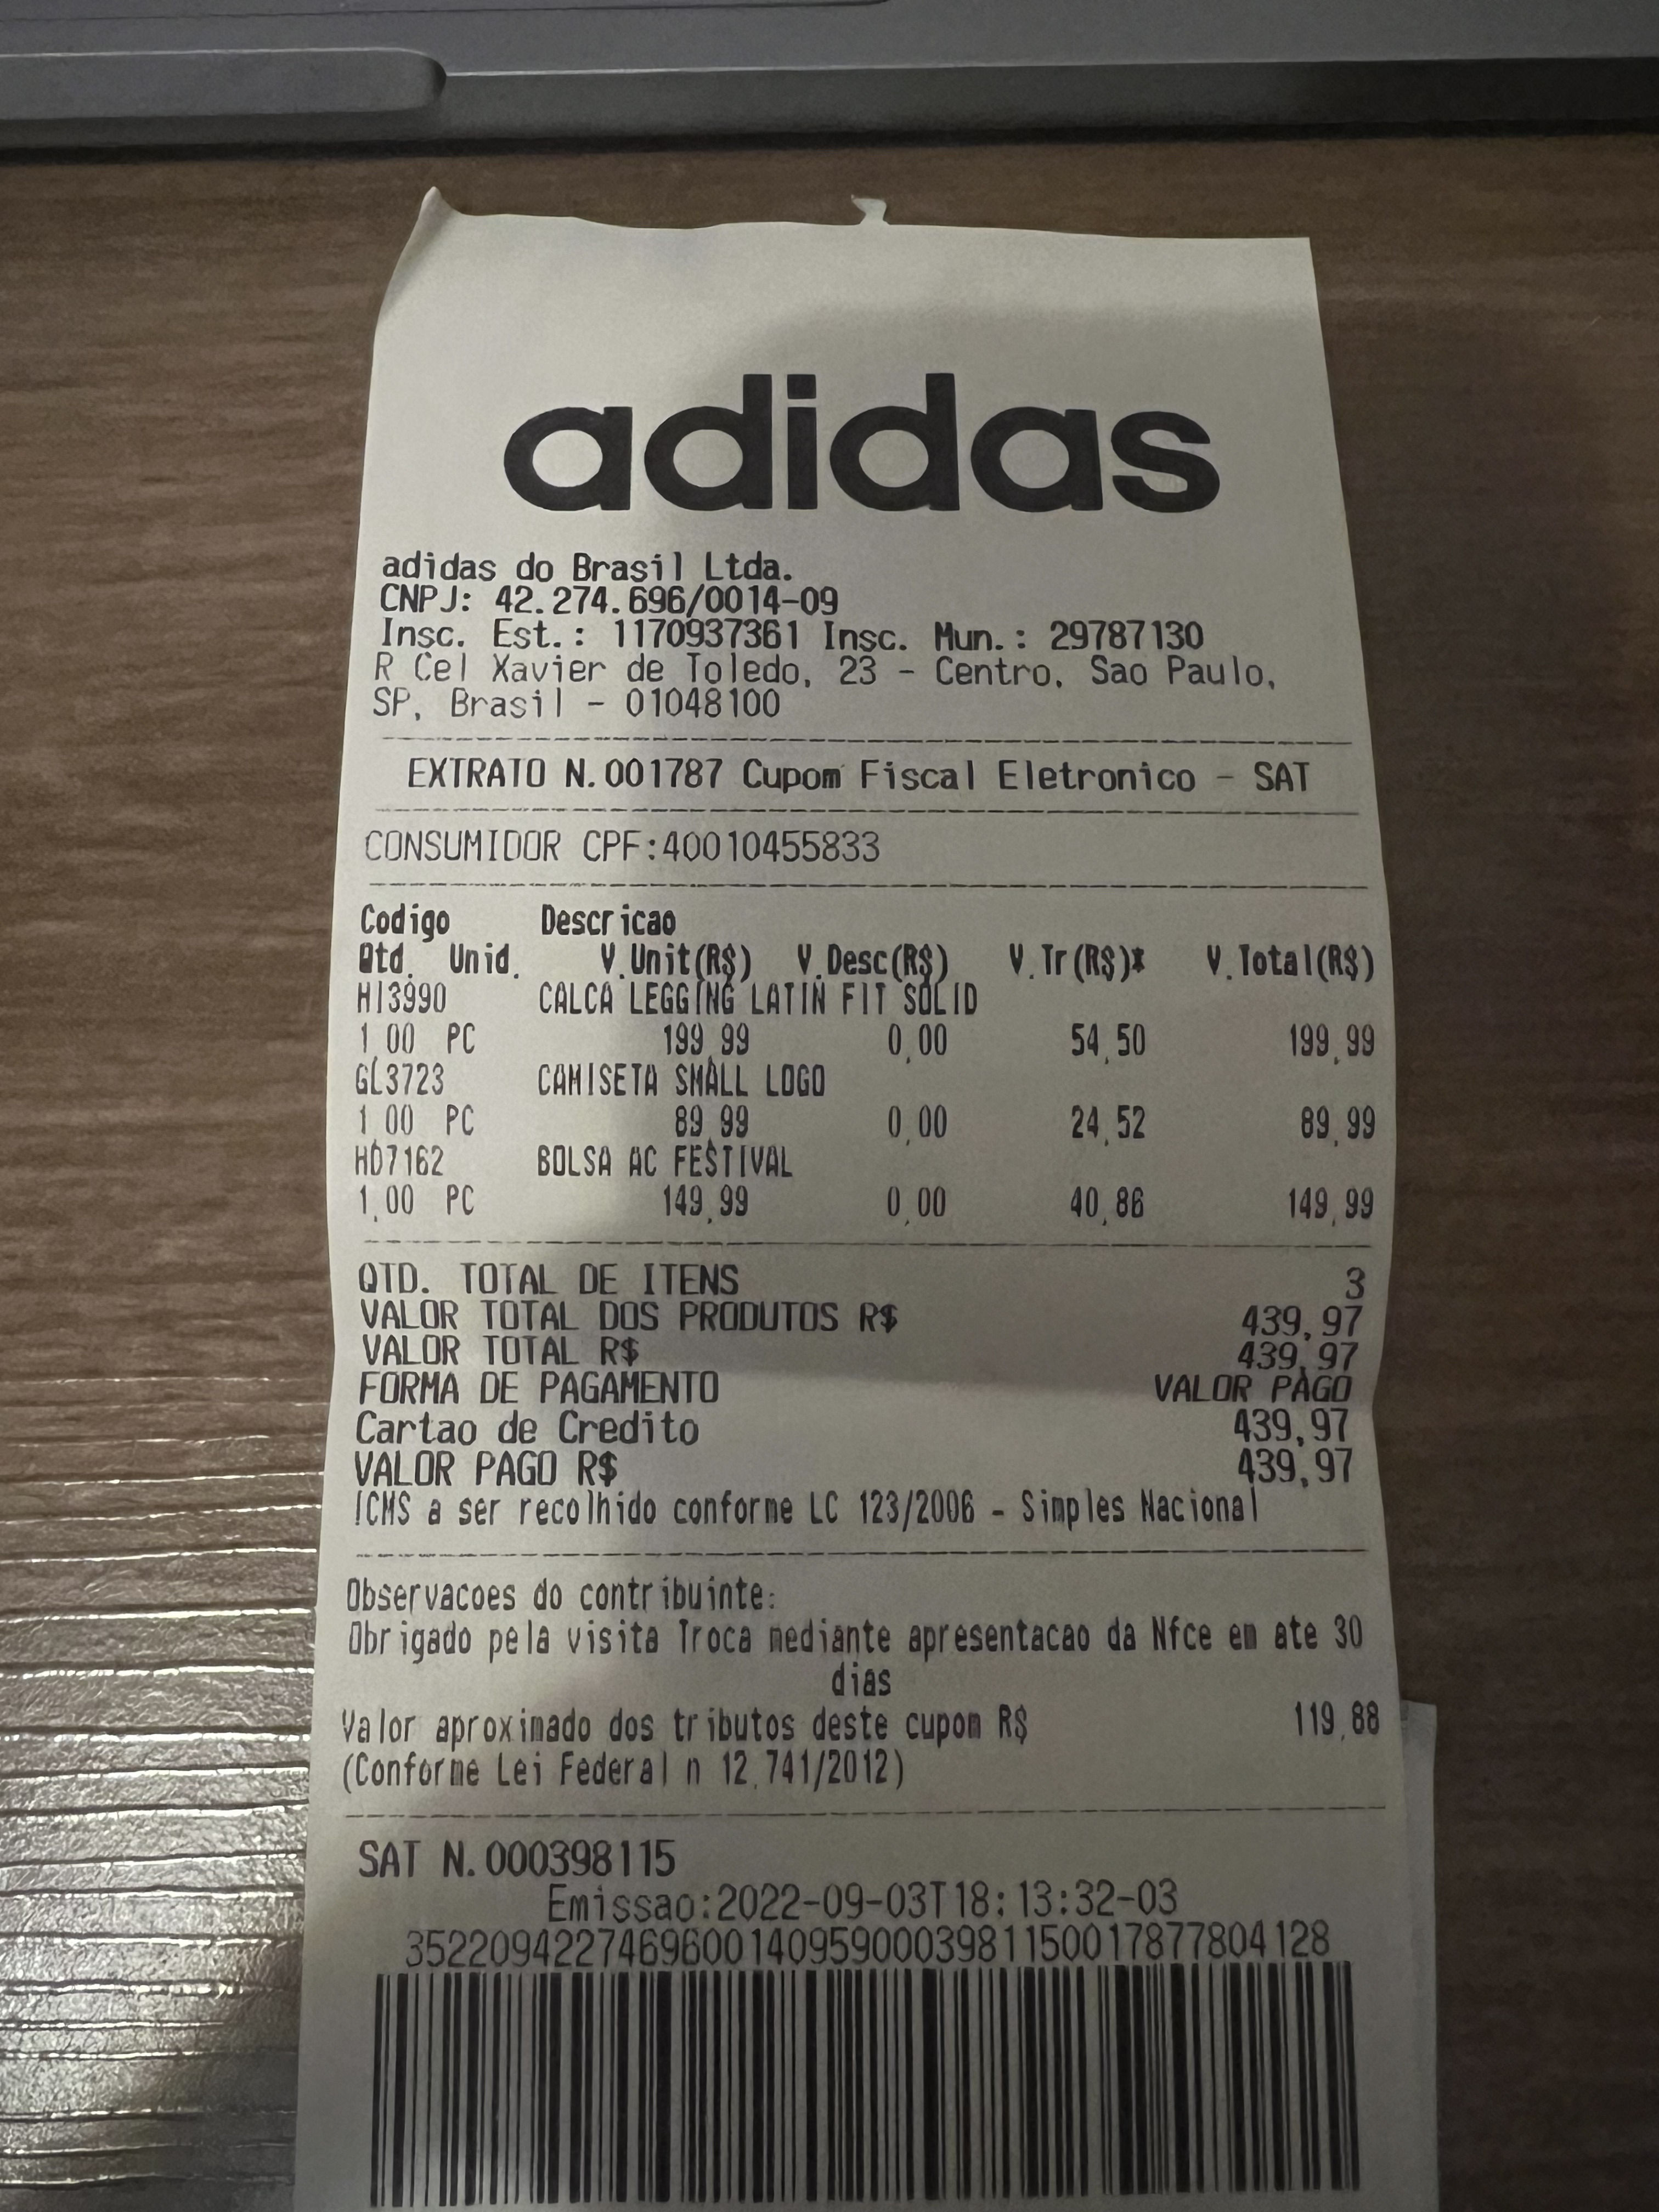 adidas
adidas do Brasil Ltda.
CNPJ: 42.274.696/0014-09
Insc. Est.: 1170937361 Insc. Mun.: 29787130
R Cel Xavier de Toledo, 23 - Centro, Sao Paulo,
SP, Brasil - 01048100
EXTRATO N.001787 Cupom Fiscal Eletronico - SAT
CONSUMIDOR CPF:40010455833
Codigo Descricao
Qtd. Unid. V.Unit(R$) V.Desc(R$) V.Tr(R$)* V.Total(R$)
HI3990 CALCA LEGGING LATIN FIT SOLID
1,00 PC 199,99 0,00 54,50 199,99
GL3723 CAMISETA SMALL LOGO
1,00 PC 89,99 0,00 24,52 89,99
HD7162 BOLSA AC FESTIVAL
1,00 PC 149,99 0,00 40,86 149,99
QTD. TOTAL DE ITENS 3
VALOR TOTAL DOS PRODUTOS R$ 439,97
VALOR TOTAL R$ 439,97
FORMA DE PAGAMENTO VALOR PAGO
Cartao de Credito 439,97
VALOR PAGO R$ 439,97
ICMS a ser recolhido conforme LC 123/2006 - Simples Nacional
Observacoes do contribuinte:
Obrigado pela visita Troca mediante apresentacao da Nfce em ate 30
dias
Valor aproximado dos tributos deste cupom R$ 119,88
(Conforme Lei Federal n 12.741/2012)
SAT N.000398115
Emissao:2022-09-03T18:13:32-03
35220942274696001409590003981150017877804128